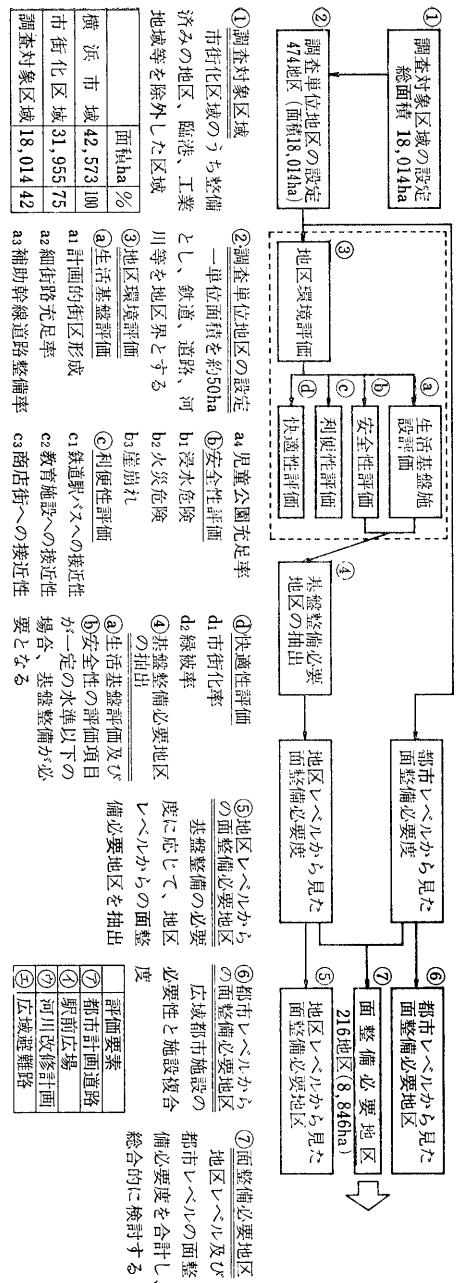 ①
調査対象区域の設定
総面積 18,014ha
②
調査単位地区の設定
474地区（面積18,014ha）
③
地区環境評価
ⓐ 生活基盤施
設評価
ⓑ 安全性評価
ⓒ 利便性評価
ⓓ 快適性評価
④
基盤整備必要
地区の抽出
都市レベルから見た
面整備必要度
地区レベルから見た
面整備必要度
⑥
都市レベルから見た
面整備必要地区
⑦
面整備必要地区
216地区(8,846ha)
⑤
地区レベルから見た
面整備必要地区
①調査対象区域
市街化区域のうち整備
済みの地区、臨港、工業
地域等を除外した区域
面積ha %
横浜市域 42,573 100
市街化区域 31,955 75
調査対象区域 18,014 42
②調査単位地区の設定
一単位面積を約50ha
とし、鉄道、道路、河
川等を地区界とする
③地区環境評価
ⓐ生活基盤評価
a1 計画的街区形成
a2 細街路充足率
a3 補助幹線道路整備率
a4 児童公園充足率
ⓑ安全性評価
b1 浸水危険
b2 火災危険
b3 崖崩れ
ⓒ利便性評価
c1 鉄道駅バスへの接近性
c2 教育施設への接近性
c3 商店街への接近性
ⓓ快適性評価
d1 市街化率
d2 緑被率
④基盤整備必要地区
の抽出
ⓐ生活基盤評価及び
ⓑ安全性の評価項目
が一定の水準以下の
場合、基盤整備が必
要となる
⑤地区レベルから
の面整備必要地区
基盤整備の必要
度に応じて、地区
レベルからの面整
備必要地区を抽出
⑥都市レベルから
の面整備必要地区
広域都市施設の
必要性と施設複合
度
評価要素
㋐ 都市計画道路
㋑ 駅前広場
㋒ 河川改修計画
㋓ 広域避難路
⑦面整備必要地区
地区レベル及び
都市レベルの面整
備必要度を合計し、
総合的に検討する